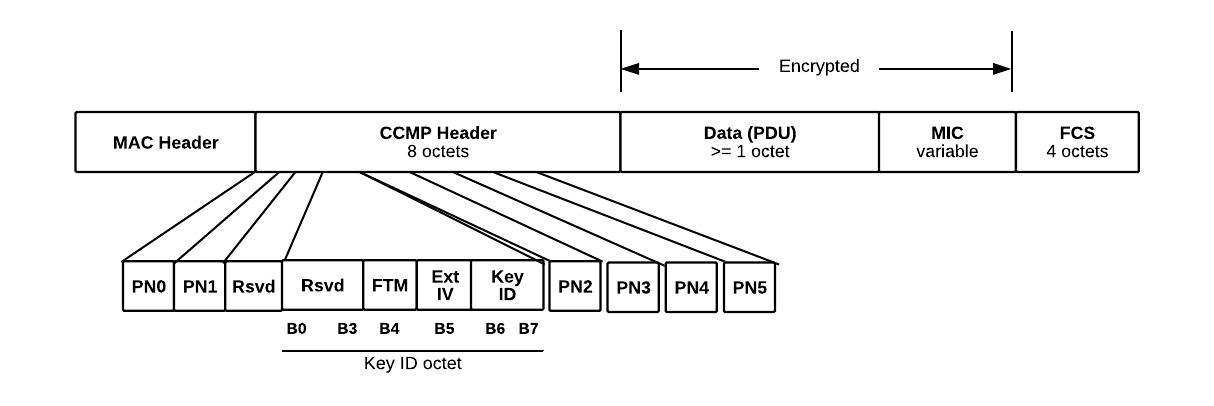 Encrypted
MAC Header
CCMP Header
8 octets
Data (PDU)
>= 1 octet
MIC
variable
FCS
4 octets
PN0
PN1
Rsvd
Rsvd
FTM
Ext
IV
Key
ID
PN2
PN3
PN4
PN5
B0
B3
B4
B5
B6
B7
Key ID octet